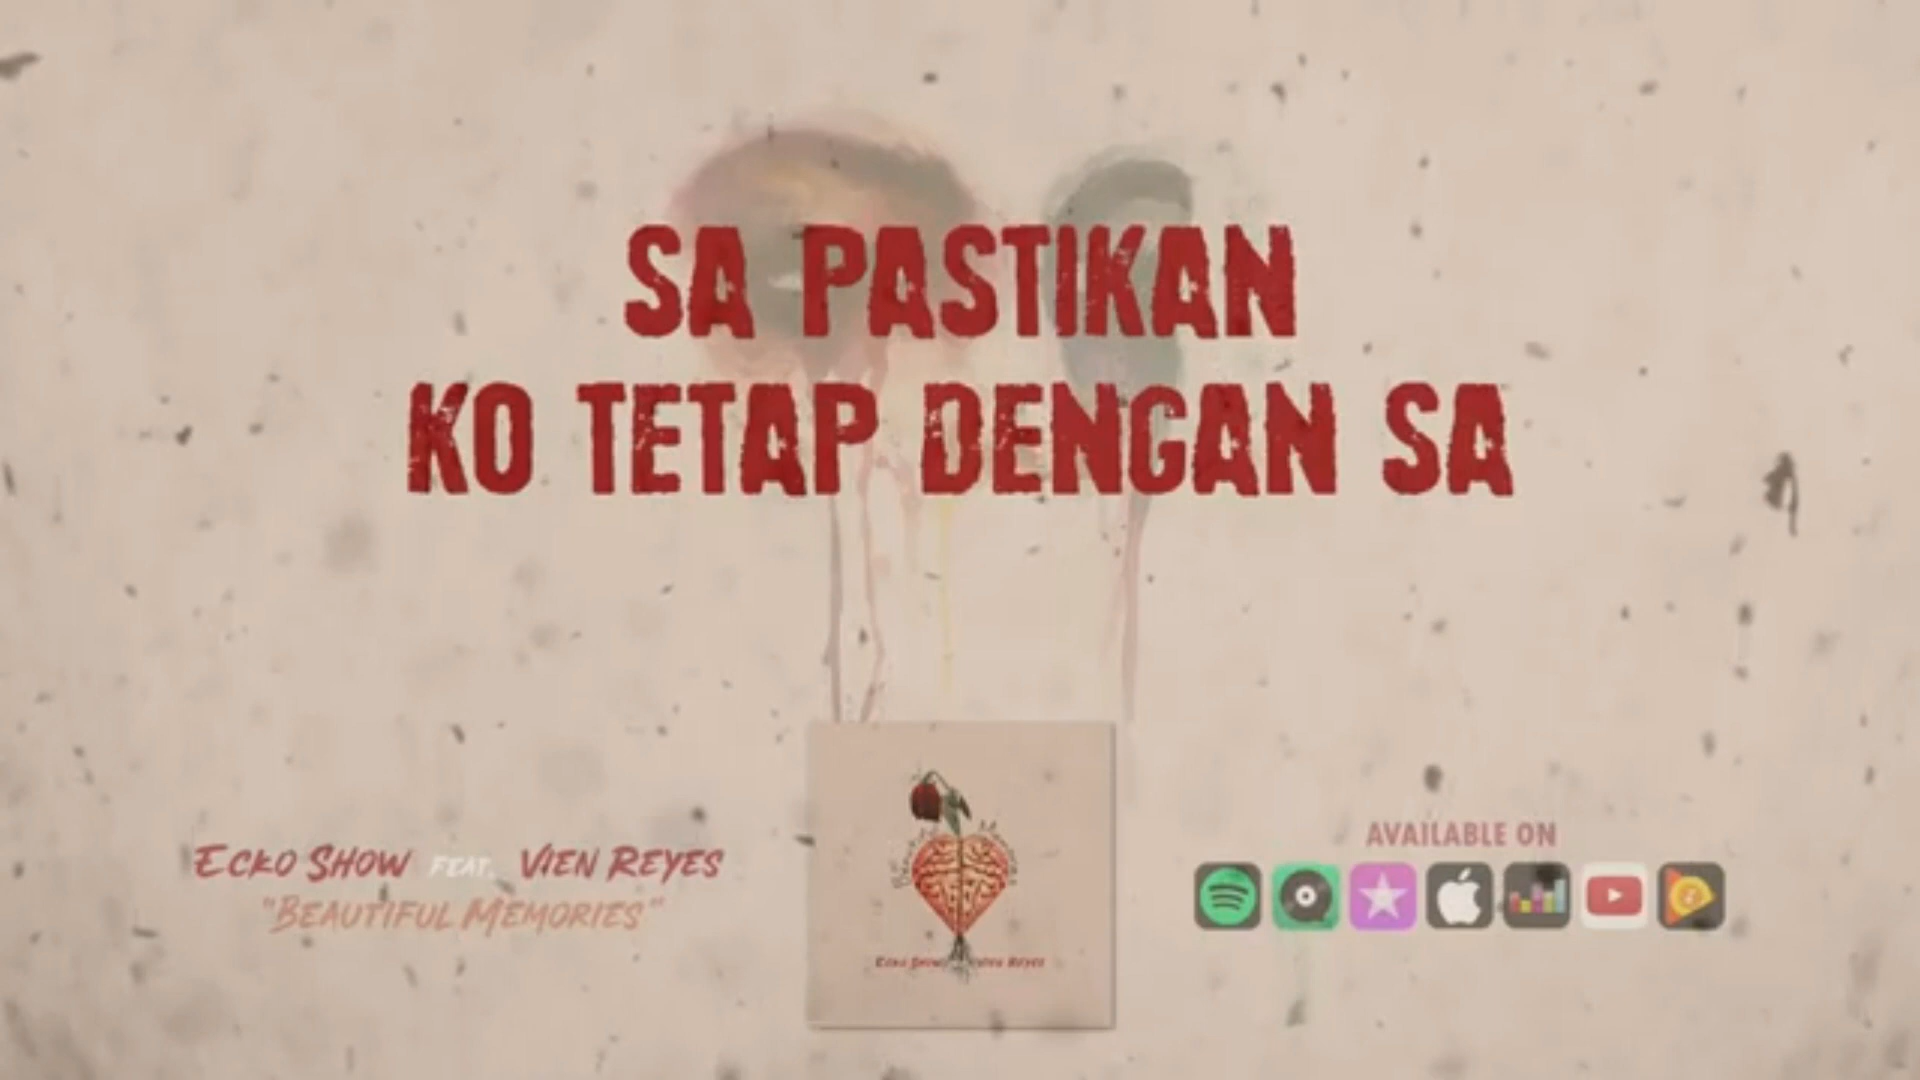 SA PASTIKAN
KO TETAP DENGAN SA
ECKO SHOW FEAT. VIEN REYES
"BEAUTIFUL MEMORIES"
AVAILABLE ON